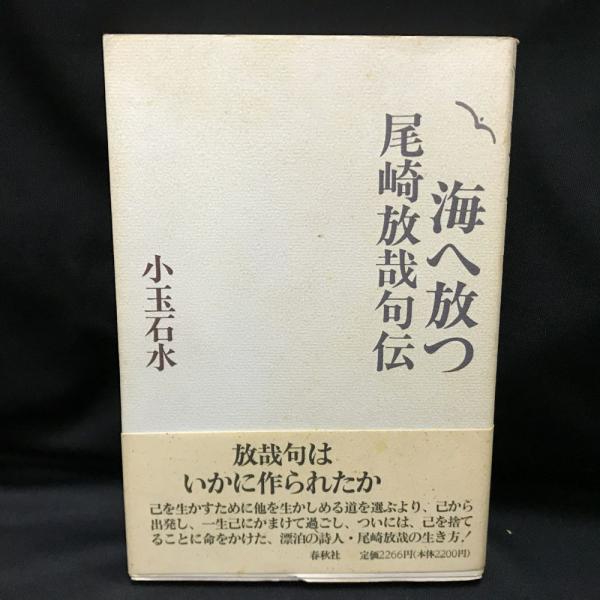 海へ放つ
尾崎放哉句伝
小玉石水
放哉句は
いかに作られたか
己を生かすために他を生かしめる道を選ぶより、己から
出発し、一生己にかまけて過ごし、ついには、己を捨て
ることに命をかけた、漂泊の詩人・尾崎放哉の生き方!
春秋社　定価2266円(本体2200円)